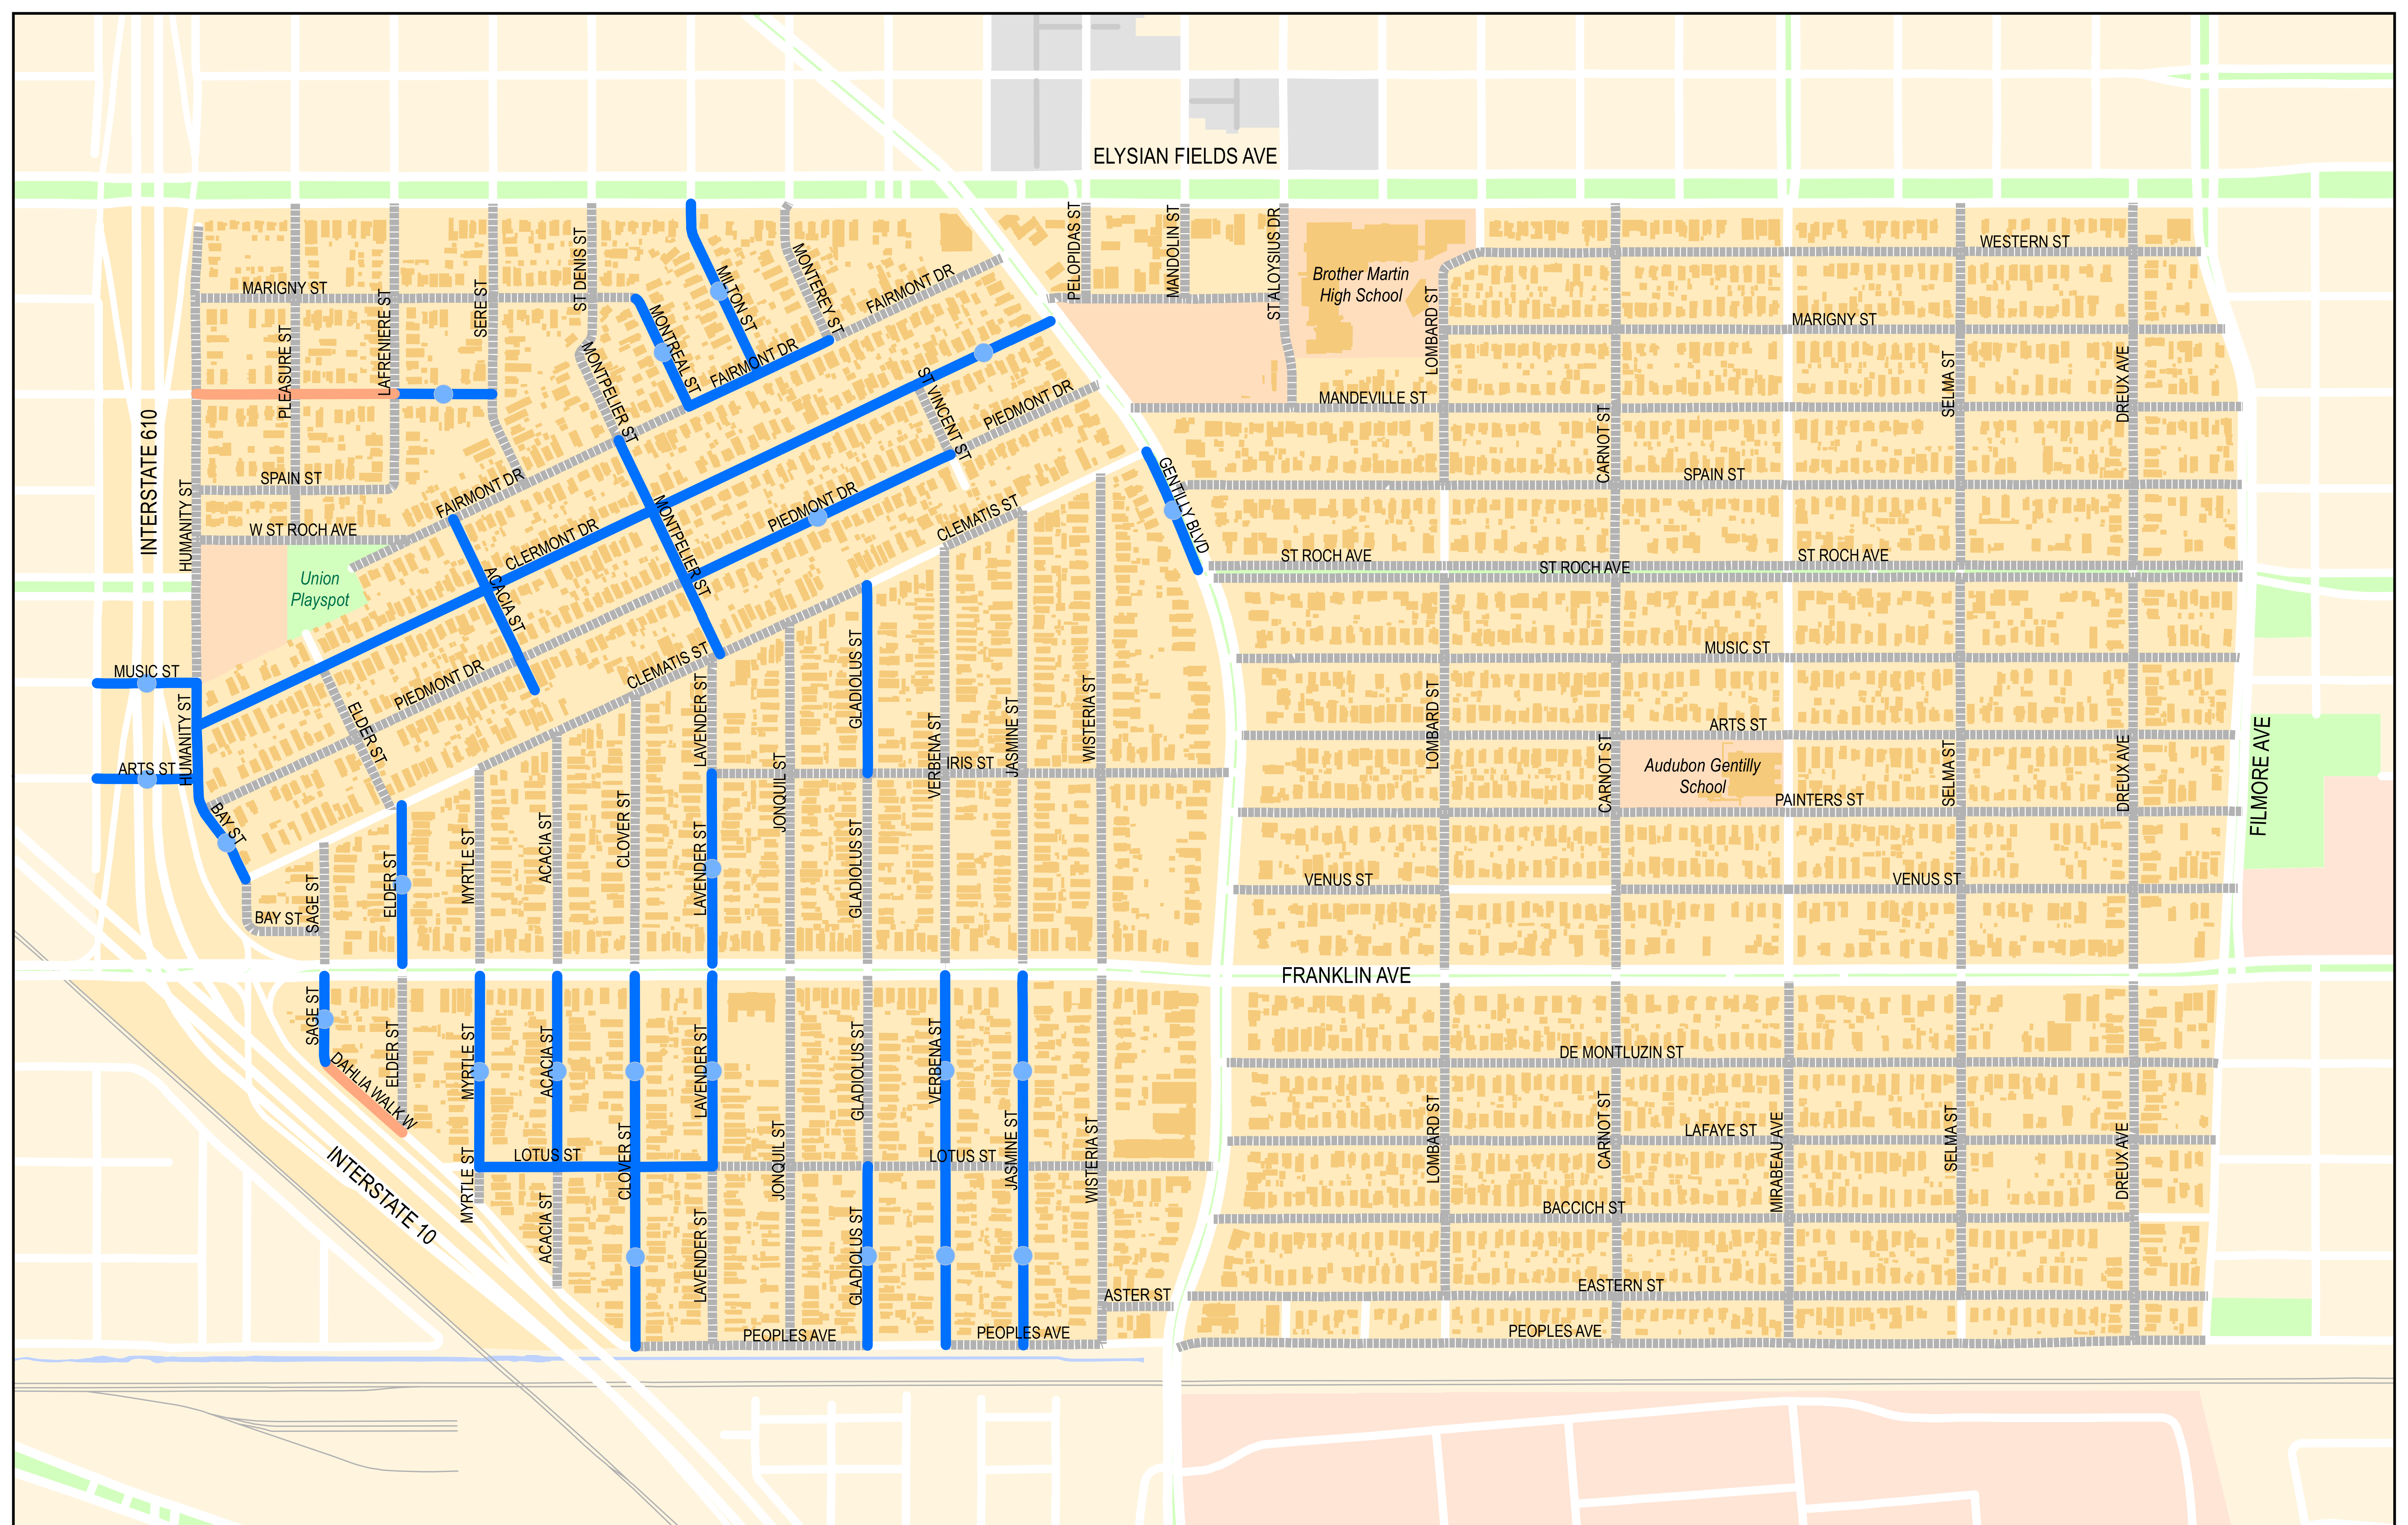 ELYSIAN FIELDS AVE
PELOPIDAS ST
MANDOLIN ST
ST ALOYSIUS DR
ST DENIS ST
WESTERN ST
MILTON ST
MONTEREY ST
FAIRMONT DR
Brother Martin
High School
MARIGNY ST
LAFRENIERE ST
SERE ST
PLEASURE ST
MONTREAL ST
FAIRMONT DR
LOMBARD ST
MARIGNY ST
SELMA ST
DREUX AVE
MONTPELIER ST
ST VINCENT ST
PIEDMONT DR
MANDEVILLE ST
CARNOT ST
INTERSTATE 610
HUMANITY ST
SPAIN ST
FAIRMONT DR
GENTILLY BLVD
SPAIN ST
W ST ROCH AVE
CLERMONT DR
MONTPELIER ST
PIEDMONT DR
CLEMATIS ST
ST ROCH AVE
ST ROCH AVE
ST ROCH AVE
Union
Playspot
ACACIA ST
MUSIC ST
HUMANITY ST
ELDER ST
PIEDMONT DR
CLEMATIS ST
LAVENDER ST
GLADIOLUS ST
VERBENA ST
JASMINE ST
WISTERIA ST
LOMBARD ST
MUSIC ST
ARTS ST
CARNOT ST
SELMA ST
DREUX AVE
FILMORE AVE
ARTS ST
IRIS ST
Audubon Gentilly
School
PAINTERS ST
BAY ST
JONQUIL ST
CLOVER ST
ACACIA ST
MYRTLE ST
ELDER ST
SAGE ST
LAVENDER ST
GLADIOLUS ST
VENUS ST
VENUS ST
BAY ST
FRANKLIN AVE
SAGE ST
ELDER ST
MYRTLE ST
ACACIA ST
LAVENDER ST
GLADIOLUS ST
VERBENA ST
DE MONTLUZIN ST
DAHLIA WALK W
CLOVER ST
JONQUIL ST
JASMINE ST
WISTERIA ST
LOMBARD ST
CARNOT ST
LAFAYE ST
MIRABEAU AVE
SELMA ST
DREUX AVE
LOTUS ST
LOTUS ST
INTERSTATE 10
MYRTLE ST
ACACIA ST
LAVENDER ST
GLADIOLUS ST
BACCICH ST
ASTER ST
EASTERN ST
PEOPLES AVE
PEOPLES AVE
PEOPLES AVE